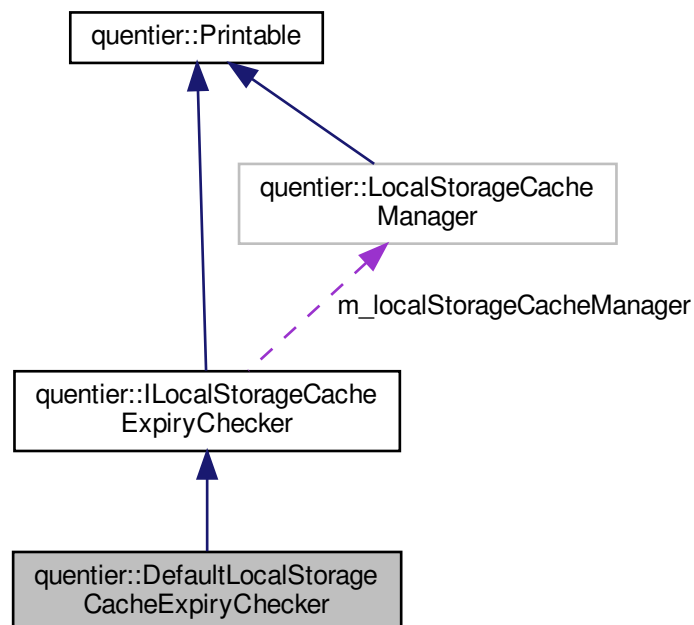 quentier::Printable
quentier::LocalStorageCache
Manager
m_localStorageCacheManager
quentier::ILocalStorageCache
ExpiryChecker
quentier::DefaultLocalStorage
CacheExpiryChecker